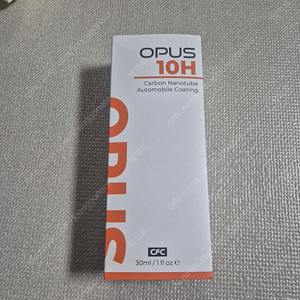 OPUS
10H
Carbon Nanotube
Automobile Coating
OPUS
CFC
30ml / 1 fl oz ℮